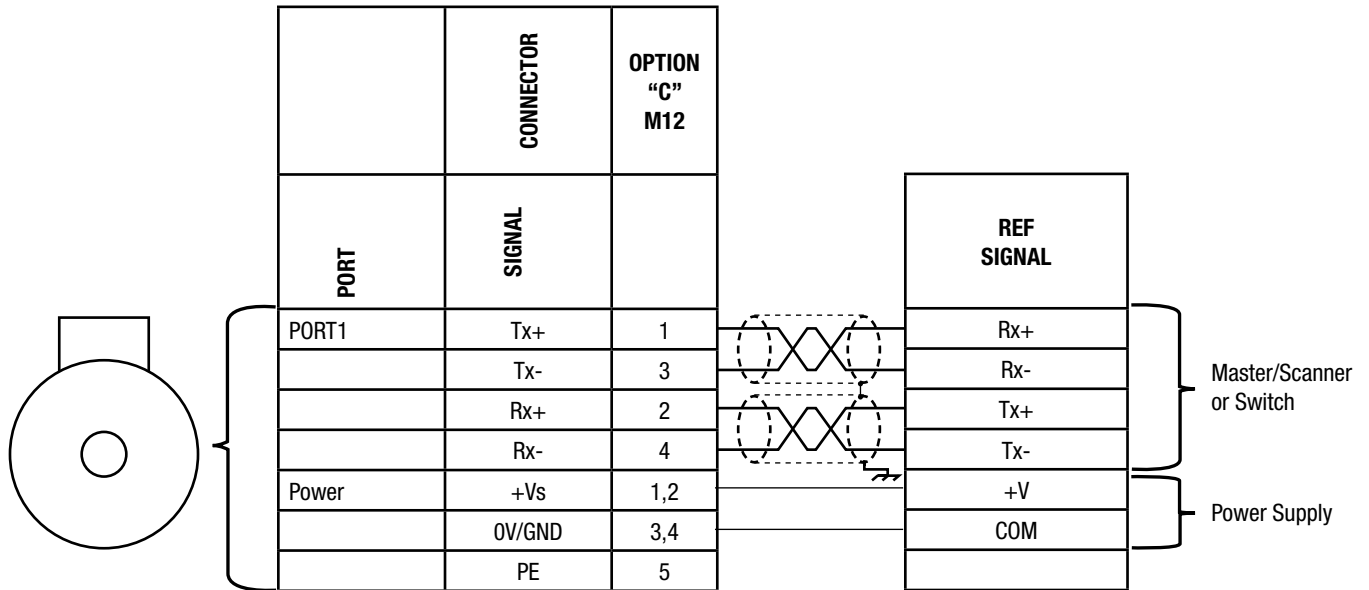 CONNECTOR
OPTION
“C”
M12
PORT
SIGNAL
REF
SIGNAL
PORT1 Tx+ 1 Rx+
Tx- 3 Rx-
Rx+ 2 Tx+
Rx- 4 Tx-
Master/Scanner
or Switch
Power +Vs 1,2 +V
0V/GND 3,4 COM
Power Supply
PE 5